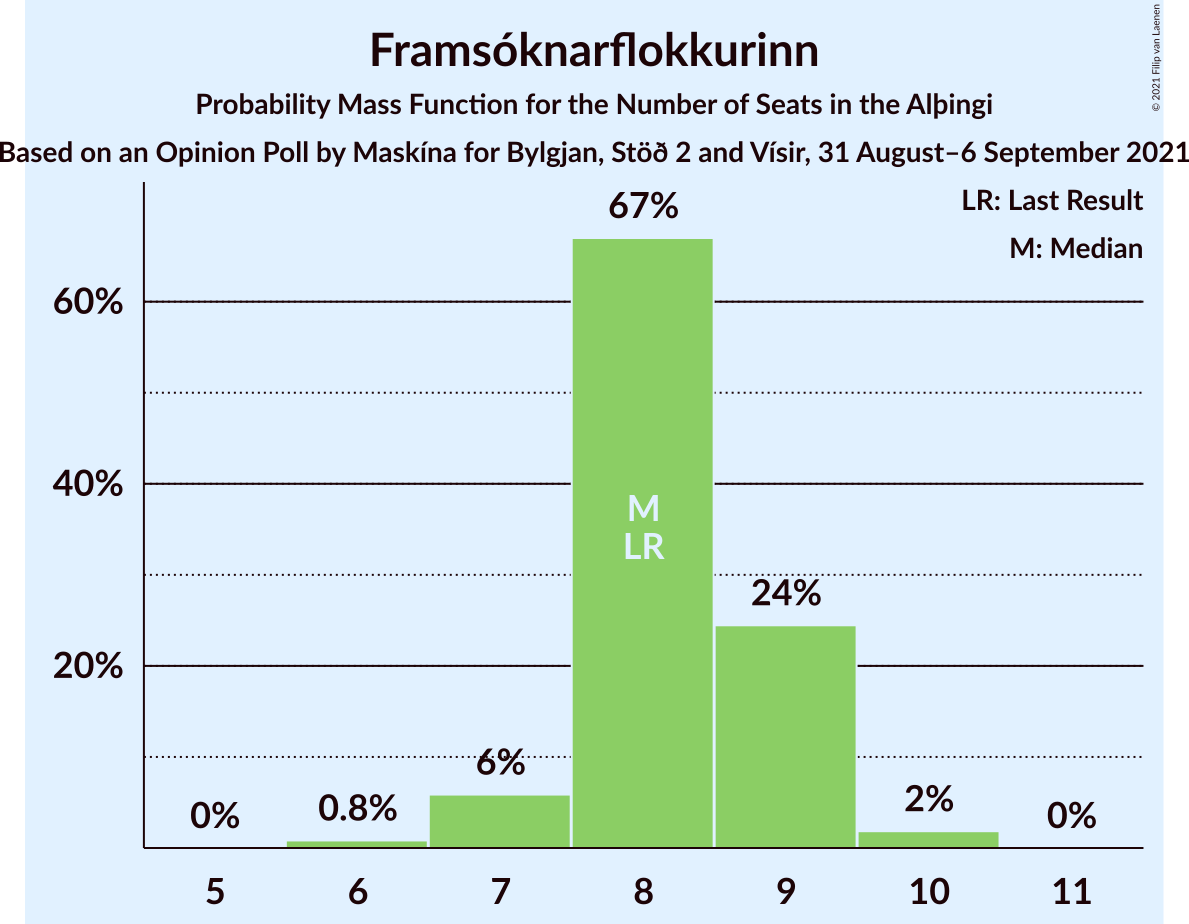 Framsóknarflokkurinn
Probability Mass Function for the Number of Seats in the Alþingi
Based on an Opinion Poll by Maskína for Bylgjan, Stöð 2 and Vísir, 31 August–6 September 2021
© 2021 Filip van Laenen
LR: Last Result
M: Median
67%
60%
40%
M
LR
24%
20%
6%
0%
0.8%
2%
0%
5
6
7
8
9
10
11